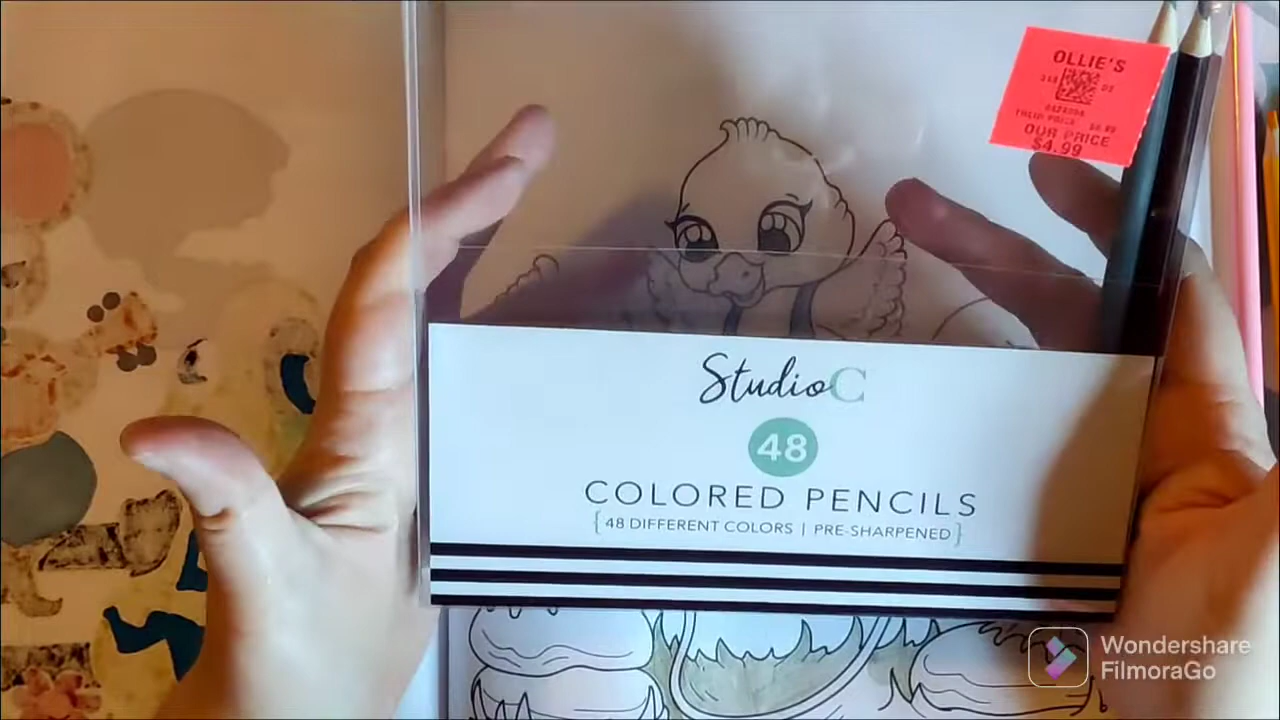 OLLIE'S
OUR PRICE
$4.99
StudioC
48
COLORED PENCILS
{48 DIFFERENT COLORS | PRE-SHARPENED}
Wondershare
FilmoraGo